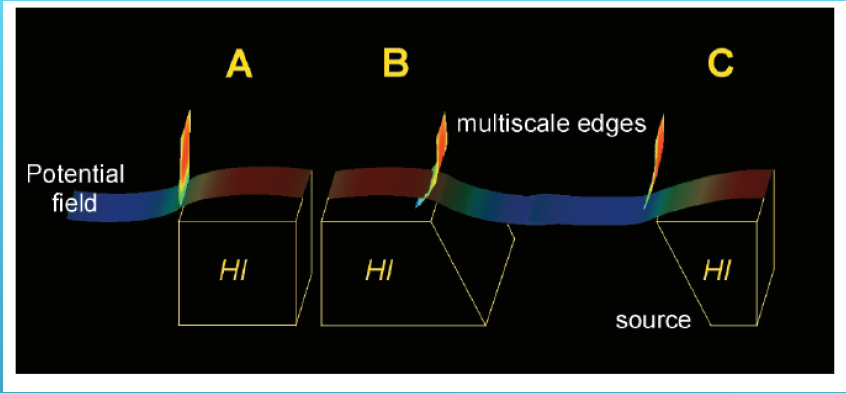 A
B
C
multiscale edges
Potential
field
HI
HI
HI
source